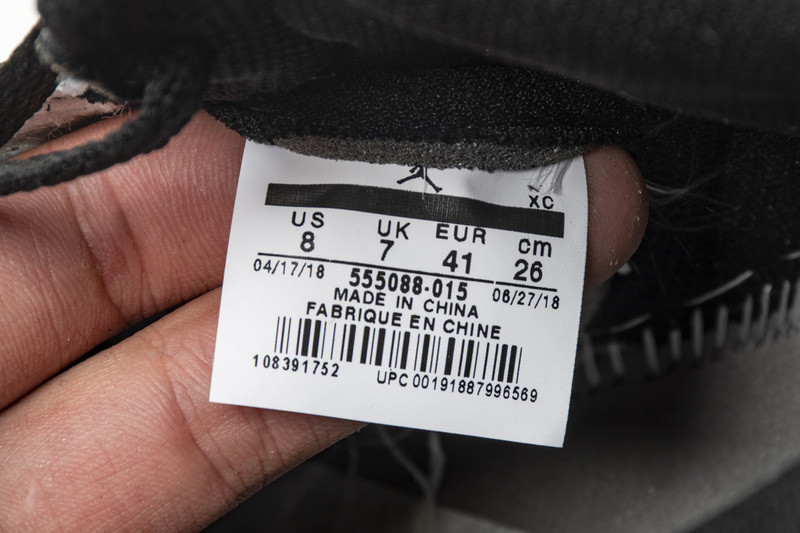 XC
US UK EUR cm
8 7 41 26
04/17/18 555088-015 06/27/18
MADE IN CHINA
FABRIQUE EN CHINE
108391752 UPC 00191887996569